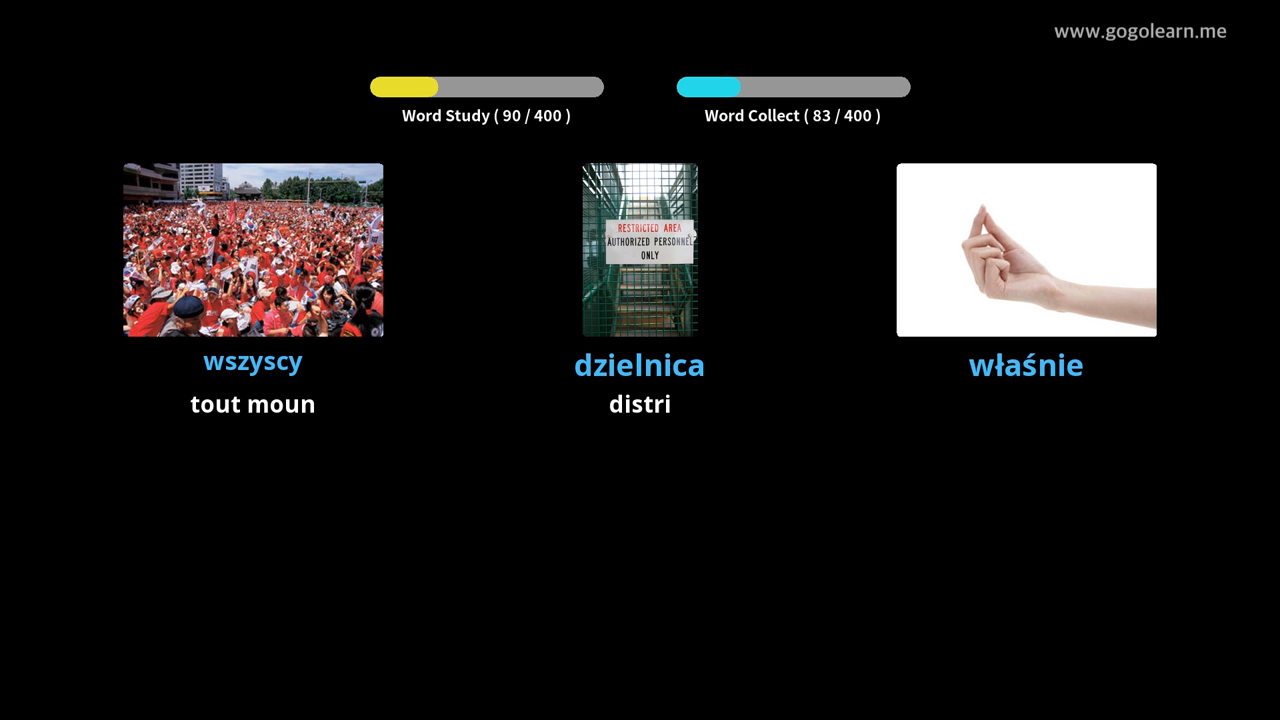 www.gogolearn.me
Word Study ( 90 / 400 )
Word Collect ( 83 / 400 )
RESTRICTED AREA
AUTHORIZED PERSONNEL
ONLY
wszyscy
dzielnica
właśnie
tout moun
distri